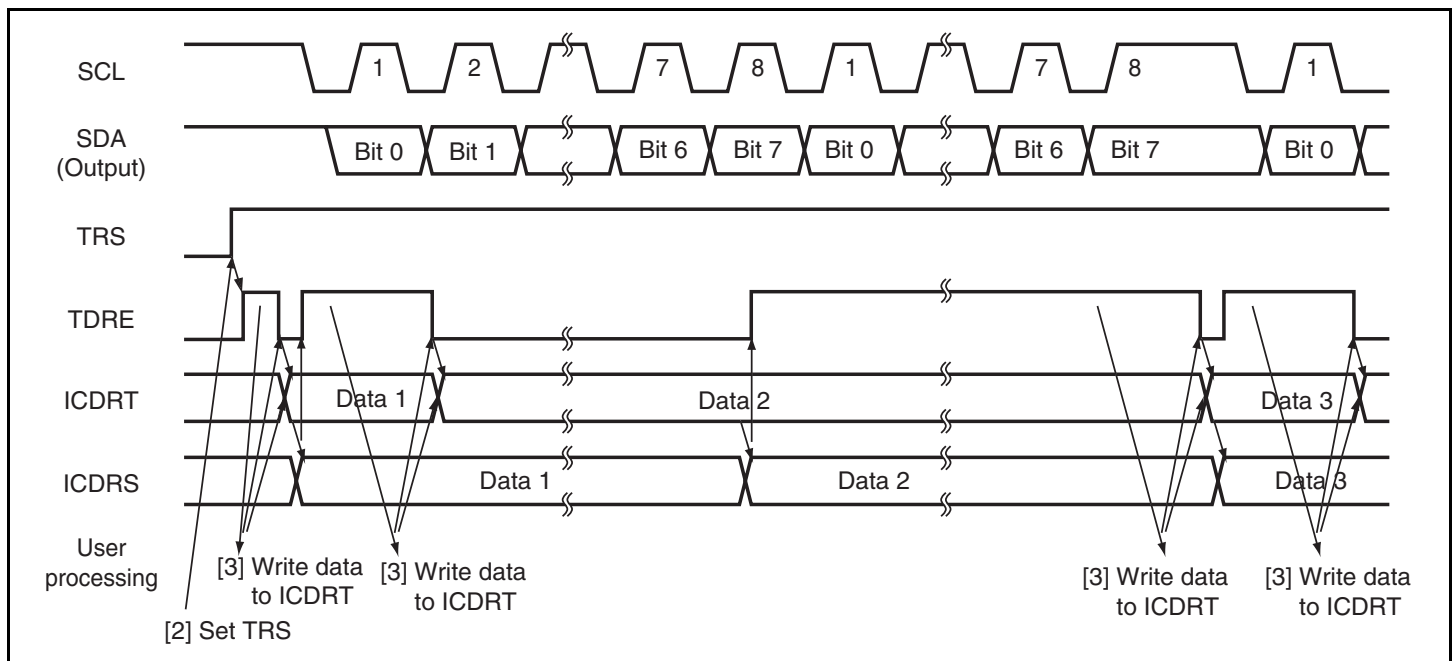 SCL
1 2 7 8 1 7 8 1
SDA
(Output)
Bit 0 Bit 1 Bit 6 Bit 7 Bit 0 Bit 6 Bit 7 Bit 0
TRS
TDRE
ICDRT
Data 1 Data 2 Data 3
ICDRS
Data 1 Data 2 Data 3
User
processing
[3] Write data
to ICDRT
[3] Write data
to ICDRT
[3] Write data
to ICDRT
[3] Write data
to ICDRT
[2] Set TRS